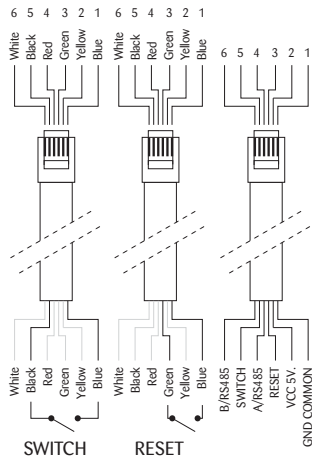 6 5 4 3 2 1
White Black Red Green Yellow Blue
6 5 4 3 2 1
White Black Red Green Yellow Blue
6 5 4 3 2 1
White Black Red Green Yellow Blue
White Black Red Green Yellow Blue
B/RS485
SWITCH
A/RS485
RESET
VCC 5V.
GND COMMON
SWITCH
RESET